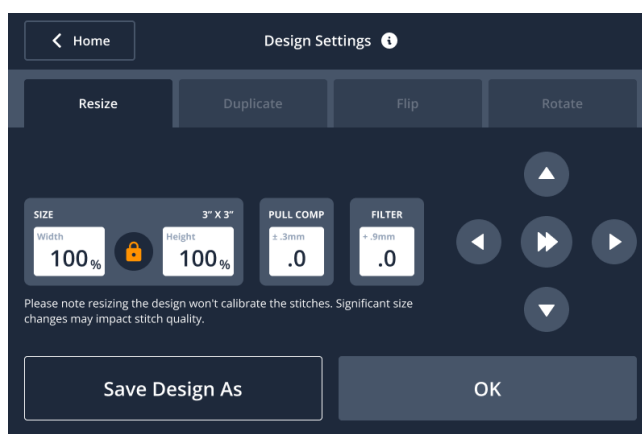 Home
Design Settings
Resize
Duplicate
Flip
Rotate
SIZE
3" X 3"
PULL COMP
FILTER
Width
Height
± .3mm
+ .9mm
100%
100%
.0
.0
Please note resizing the design won't calibrate the stitches. Significant size
changes may impact stitch quality.
Save Design As
OK